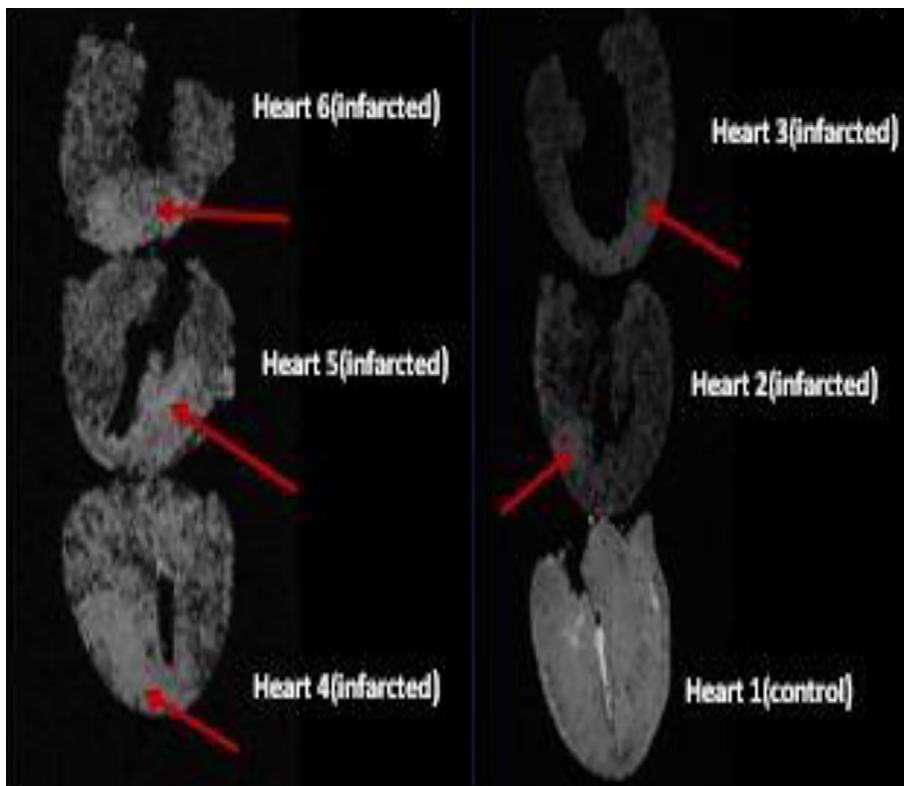 Heart 6(infarcted)
Heart 5(infarcted)
Heart 4(infarcted)
Heart 3(infarcted)
Heart 2(infarcted)
Heart 1(control)